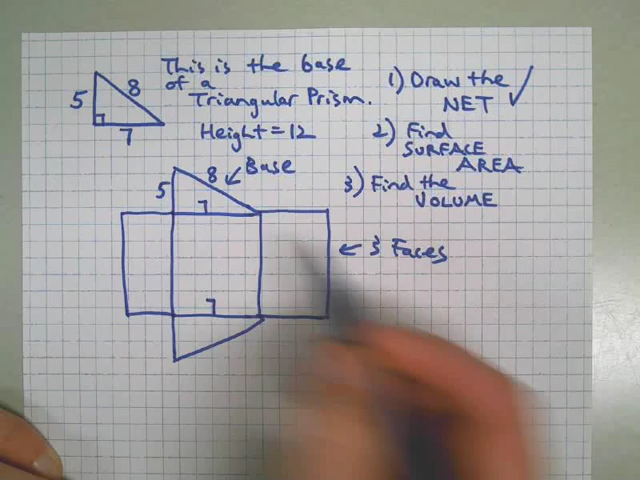 This is the base
of a
Triangular Prism.
Height = 12
5
8
7
1) Draw the
NET ✓
2) Find
SURFACE
AREA
3) Find the
VOLUME
8
Base
5
7
← 3 Faces
7